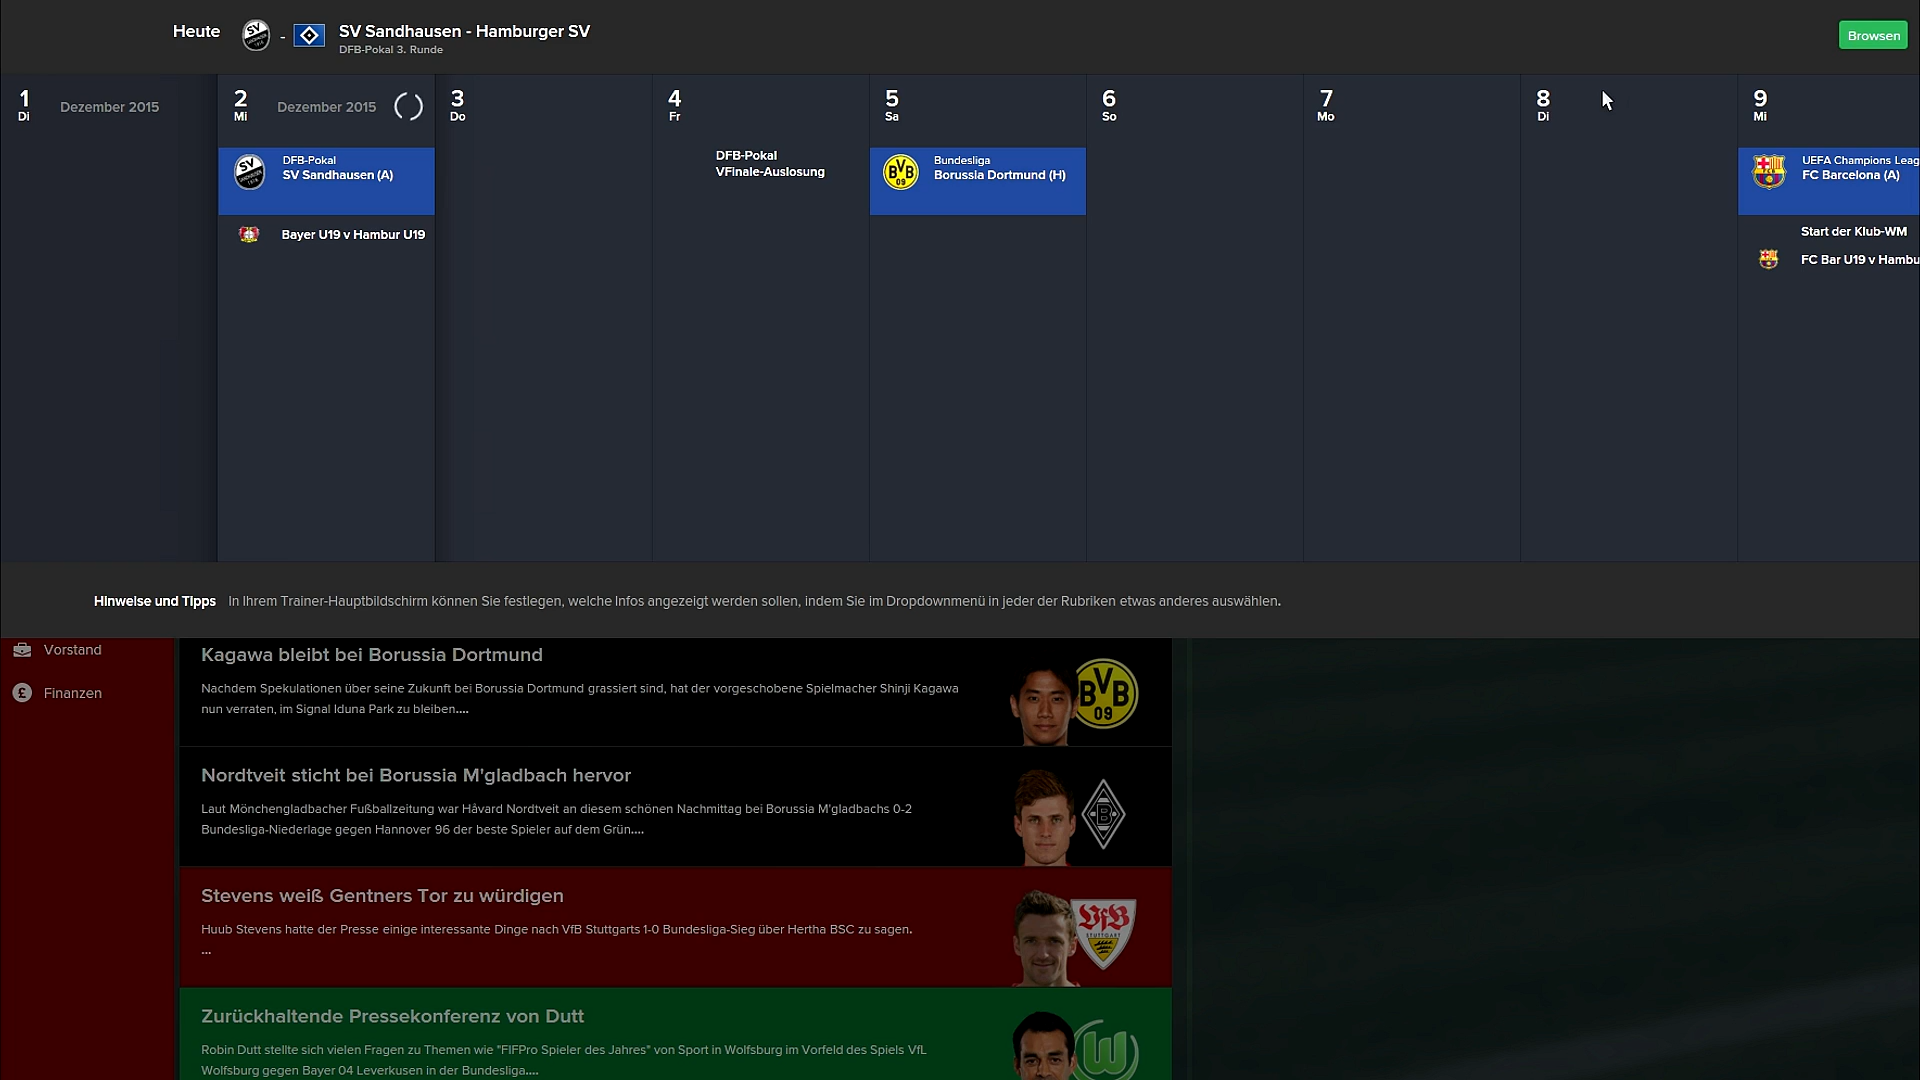 Heute
SV Sandhausen - Hamburger SV
DFB-Pokal 3. Runde
Browsen
1 Di Dezember 2015
2 Mi Dezember 2015
3 Do
4 Fr
5 Sa
6 So
7 Mo
8 Di
9 Mi
DFB-Pokal
SV Sandhausen (A)
Bayer U19 v Hambur U19
DFB-Pokal
VFinale-Auslosung
Bundesliga
Borussia Dortmund (H)
UEFA Champions Leag
FC Barcelona (A)
Start der Klub-WM
FC Bar U19 v Hambu
Hinweise und Tipps In Ihrem Trainer-Hauptbildschirm können Sie festlegen, welche Infos angezeigt werden sollen, indem Sie im Dropdownmenü in jeder der Rubriken etwas anderes auswählen.
Vorstand
Finanzen
Kagawa bleibt bei Borussia Dortmund
Nachdem Spekulationen über seine Zukunft bei Borussia Dortmund grassiert sind, hat der vorgeschobene Spielmacher Shinji Kagawa
nun verraten, im Signal Iduna Park zu bleiben....
BVB 09
Nordtveit sticht bei Borussia M'gladbach hervor
Laut Mönchengladbacher Fußballzeitung war Håvard Nordtveit an diesem schönen Nachmittag bei Borussia M'gladbachs 0-2
Bundesliga-Niederlage gegen Hannover 96 der beste Spieler auf dem Grün....
Stevens weiß Gentners Tor zu würdigen
Huub Stevens hatte der Presse einige interessante Dinge nach VfB Stuttgarts 1-0 Bundesliga-Sieg über Hertha BSC zu sagen.
...
VfB
STUTTGART
Zurückhaltende Pressekonferenz von Dutt
Robin Dutt stellte sich vielen Fragen zu Themen wie "FIFPro Spieler des Jahres" von Sport in Wolfsburg im Vorfeld des Spiels VfL
Wolfsburg gegen Bayer 04 Leverkusen in der Bundesliga....